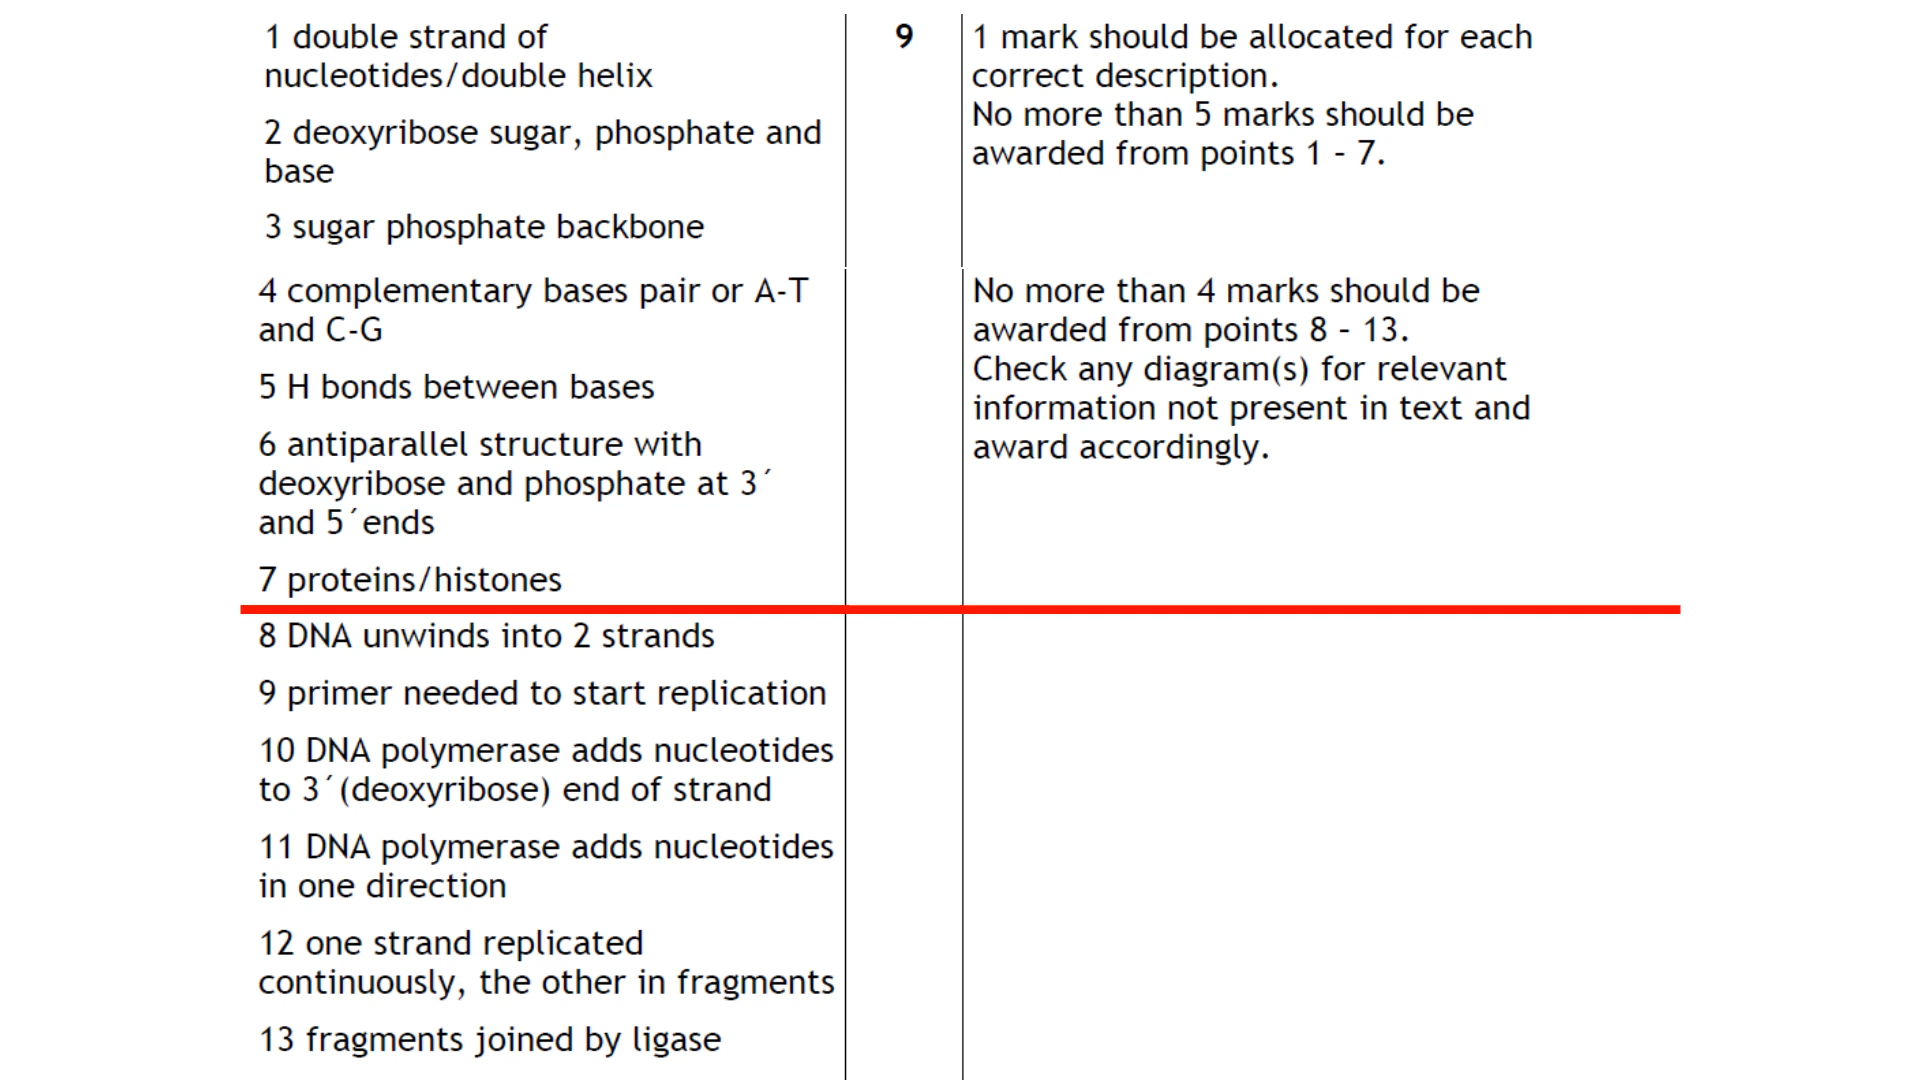 1 double strand of
nucleotides/double helix
2 deoxyribose sugar, phosphate and
base
3 sugar phosphate backbone
4 complementary bases pair or A-T
and C-G
5 H bonds between bases
6 antiparallel structure with
deoxyribose and phosphate at 3´
and 5´ends
7 proteins/histones
8 DNA unwinds into 2 strands
9 primer needed to start replication
10 DNA polymerase adds nucleotides
to 3´(deoxyribose) end of strand
11 DNA polymerase adds nucleotides
in one direction
12 one strand replicated
continuously, the other in fragments
13 fragments joined by ligase
9
1 mark should be allocated for each
correct description.
No more than 5 marks should be
awarded from points 1 – 7.
No more than 4 marks should be
awarded from points 8 – 13.
Check any diagram(s) for relevant
information not present in text and
award accordingly.